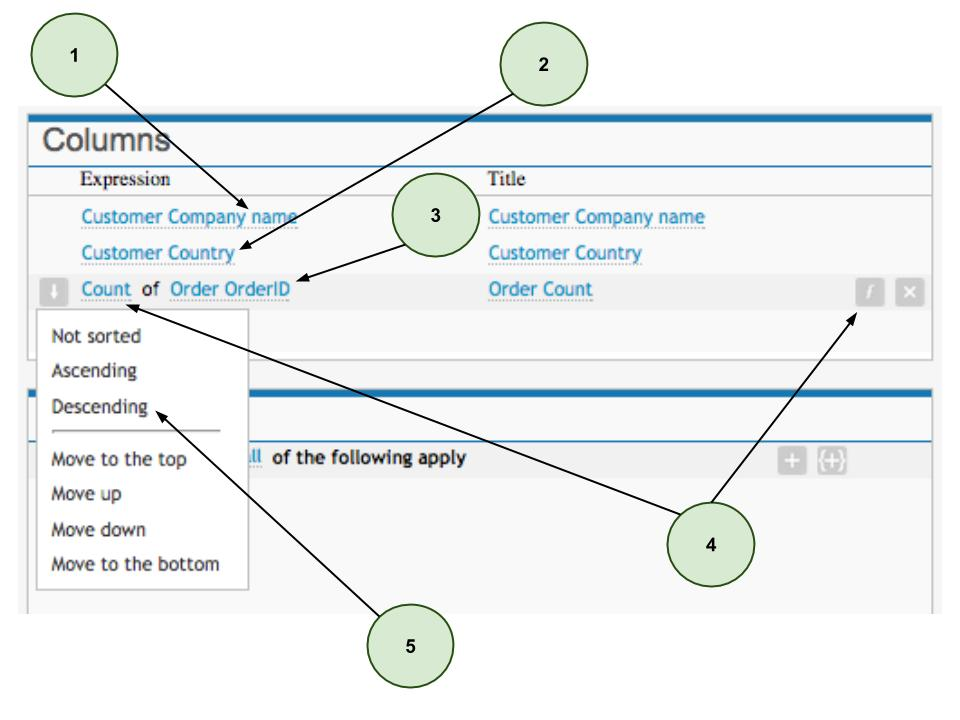 1
2
Columns
Expression Title
3
Customer Company name Customer Company name
Customer Country Customer Country
Count of Order OrderID Order Count
Not sorted
Ascending
Descending
all of the following apply
Move to the top
Move up
Move down
Move to the bottom
4
5